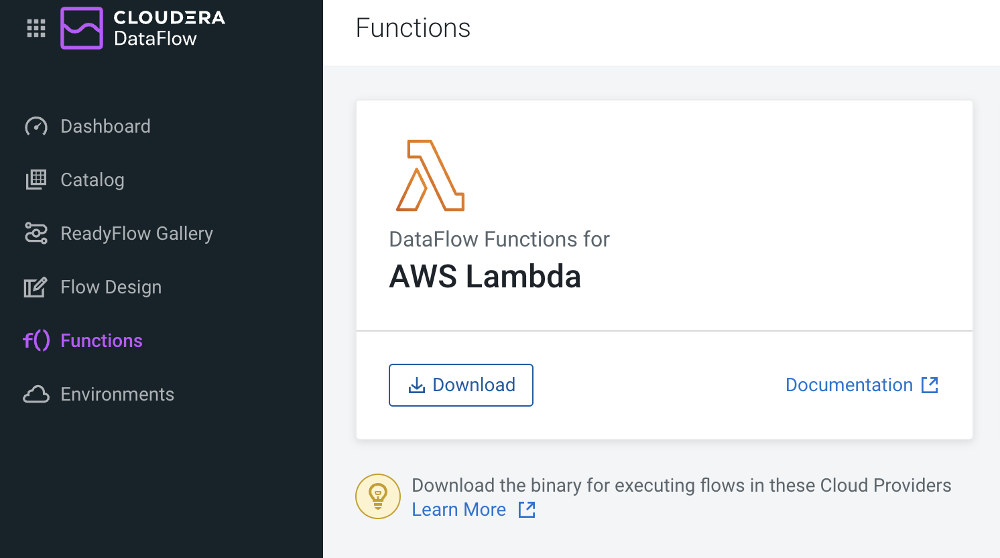 CLOUDERA
DataFlow
Dashboard
Catalog
ReadyFlow Gallery
Flow Design
f() Functions
Environments
Functions
DataFlow Functions for
AWS Lambda
Download
Documentation
Download the binary for executing flows in these Cloud Providers
Learn More